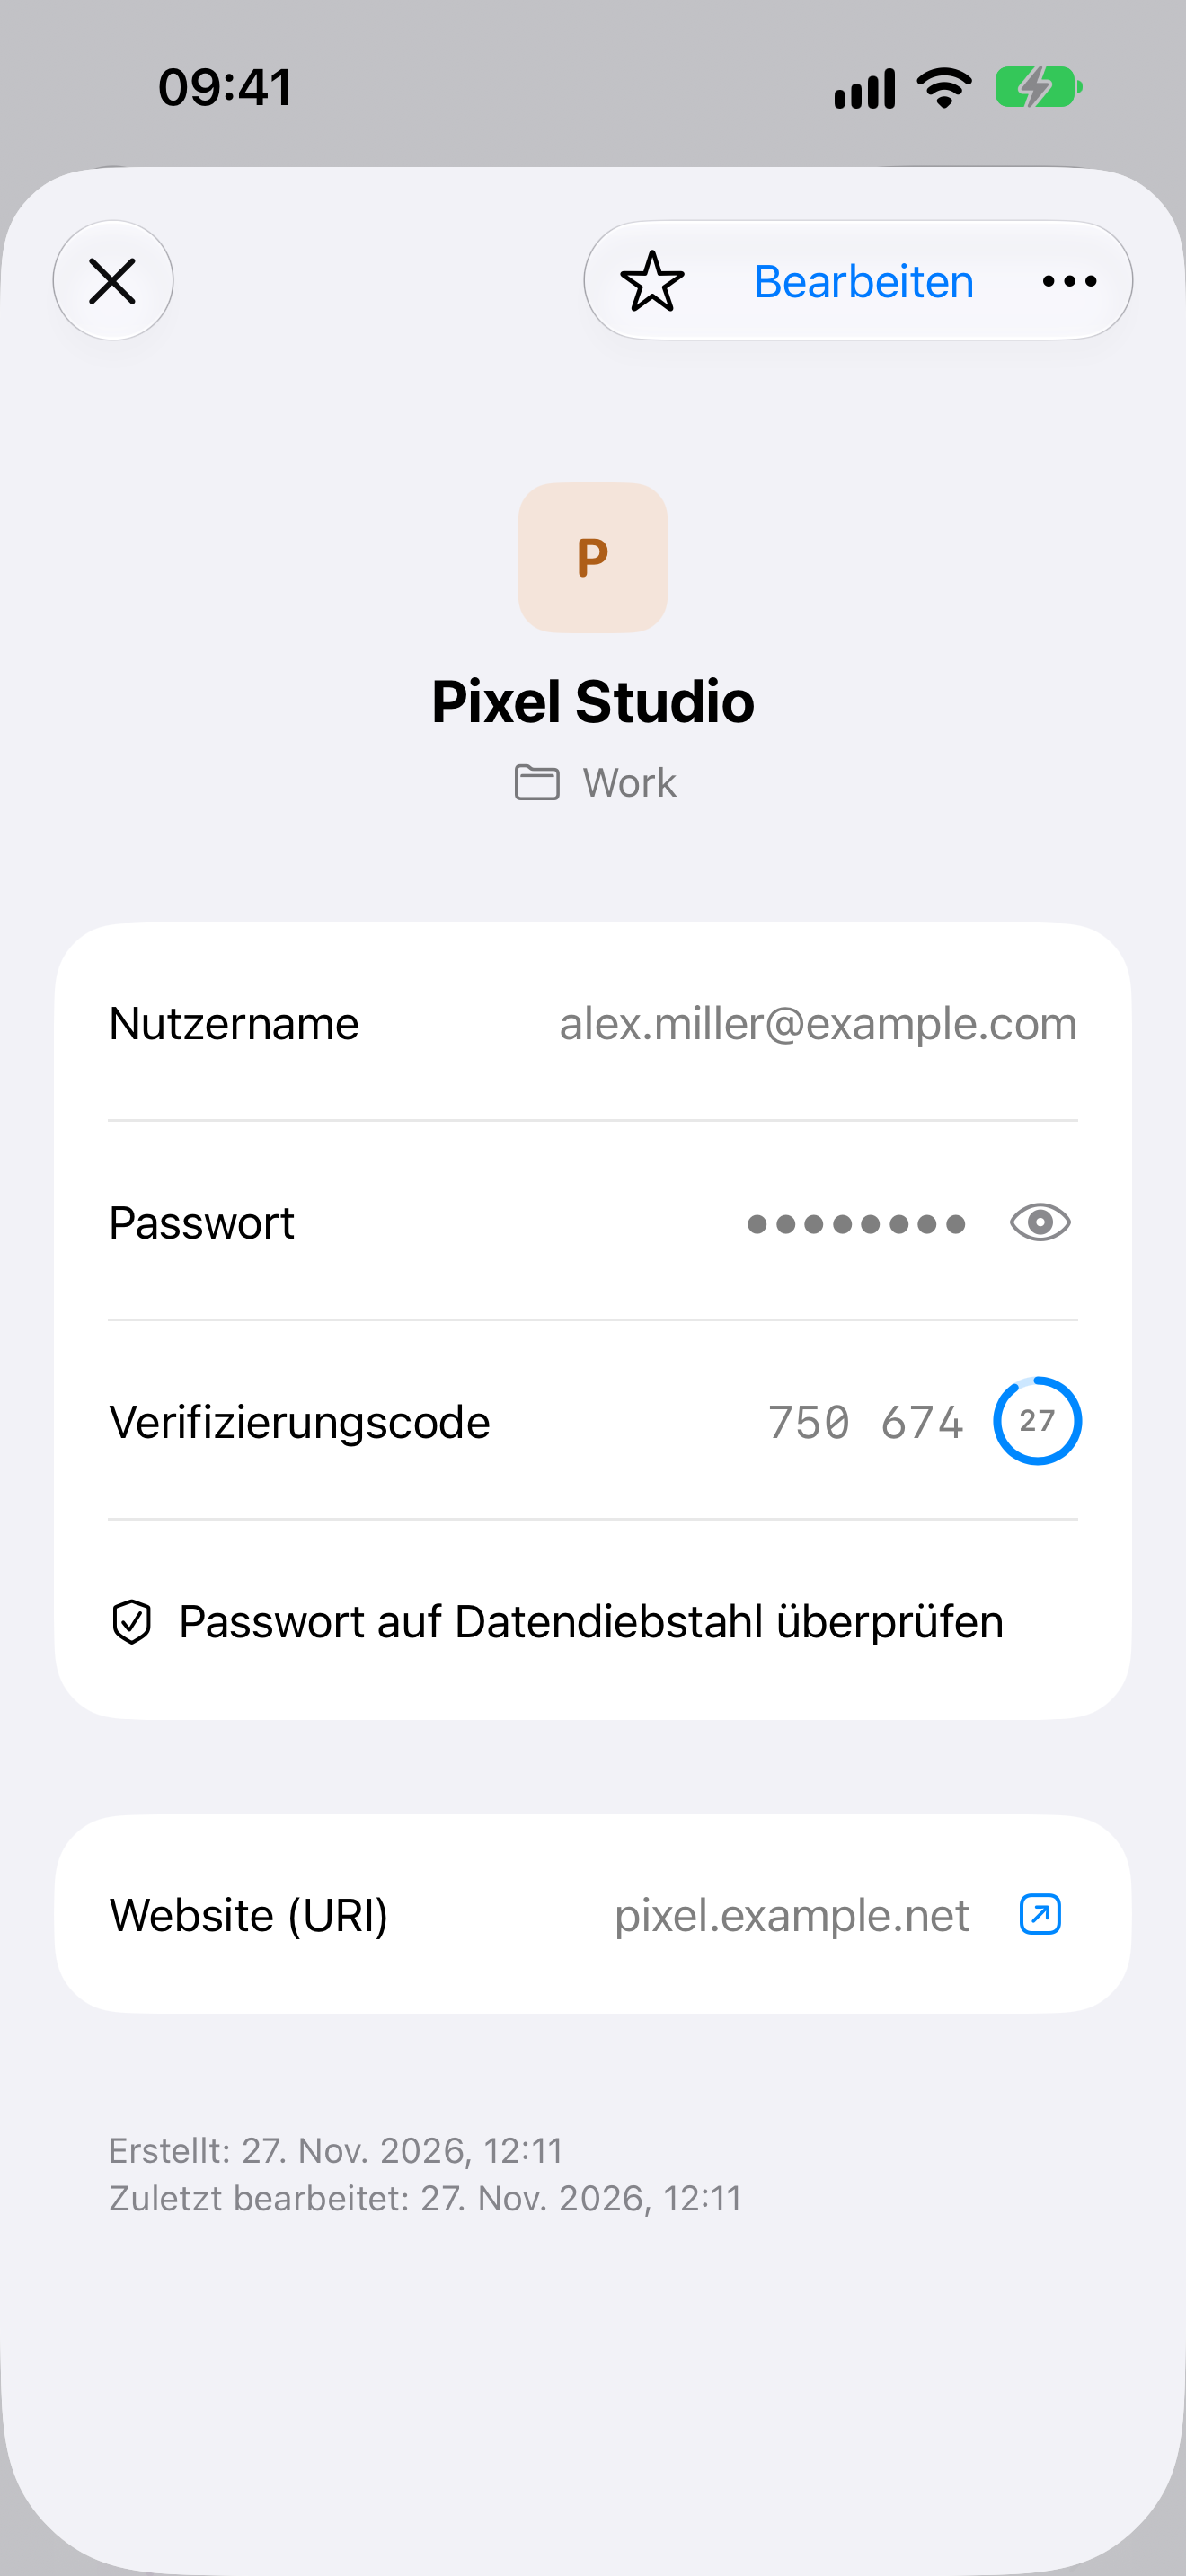 09:41
Bearbeiten
P
Pixel Studio
Work
Nutzername alex.miller@example.com
Passwort ••••••••
Verifizierungscode 750 674 27
Passwort auf Datendiebstahl überprüfen
Website (URI) pixel.example.net
Erstellt: 27. Nov. 2026, 12:11
Zuletzt bearbeitet: 27. Nov. 2026, 12:11